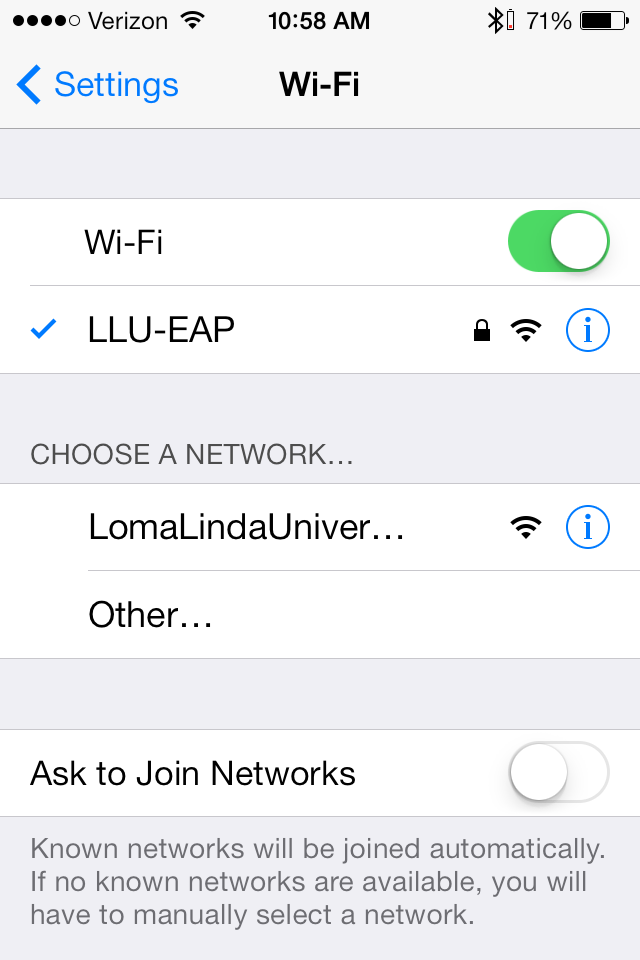 Verizon 10:58 AM 71%
Settings Wi-Fi
Wi-Fi
LLU-EAP
CHOOSE A NETWORK...
LomaLindaUniver...
Other...
Ask to Join Networks
Known networks will be joined automatically.
If no known networks are available, you will
have to manually select a network.